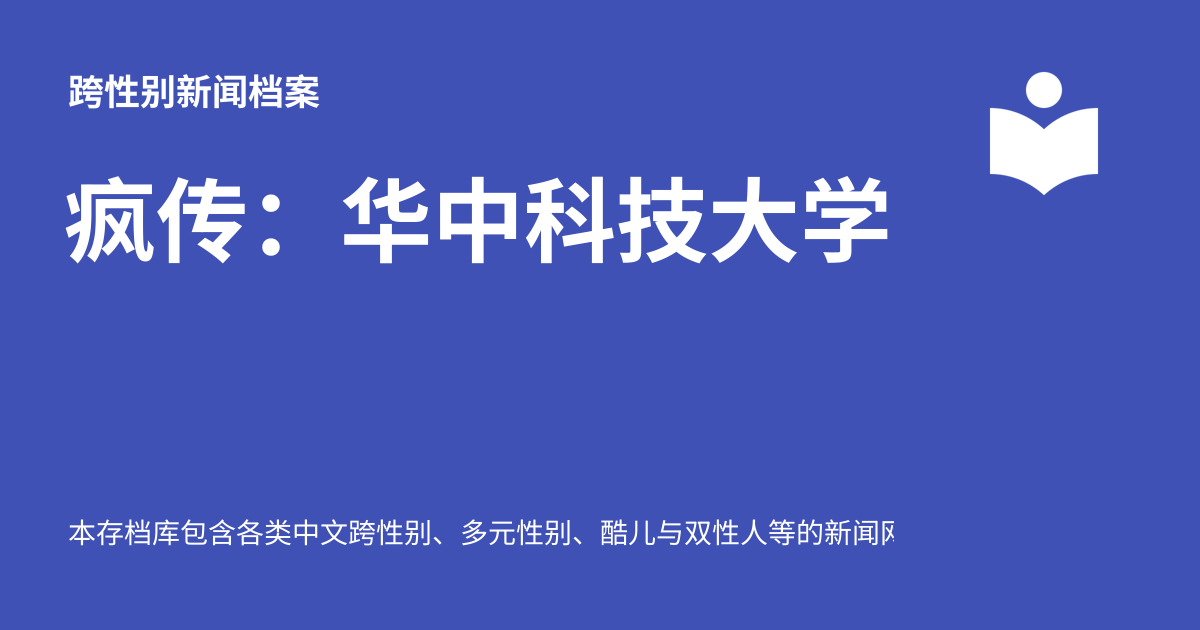 跨性别新闻档案
疯传：华中科技大学
本存档库包含各类中文跨性别、多元性别、酷儿与双性人等的新闻